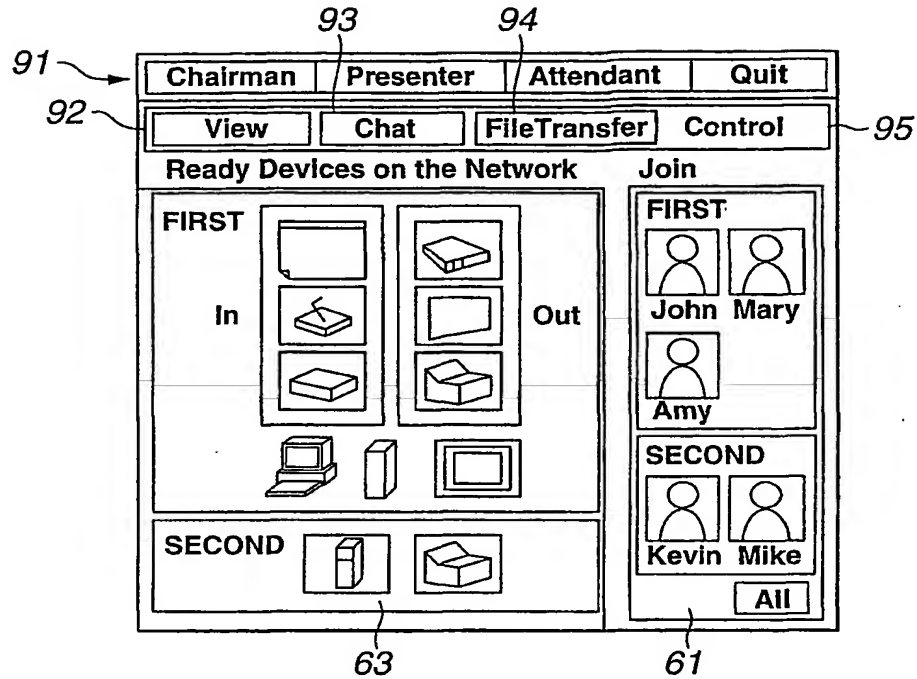 93 94
91 Chairman Presenter Attendant Quit
92 View Chat FileTransfer Control 95
Ready Devices on the Network Join
FIRST FIRST
In Out John Mary
Amy
SECOND
SECOND
Kevin Mike
All
63 61